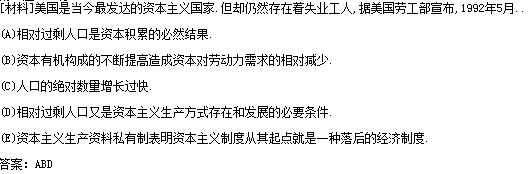 [材料]美国是当今最发达的资本主义国家.但却仍然存在着失业工人,据美国劳工部宣布,1992年5月..
(A)相对过剩人口是资本积累的必然结果.
(B)资本有机构成的不断提高造成资本对劳动力需求的相对减少.
(C)人口的绝对数量增长过快.
(D)相对过剩人口又是资本主义生产方式存在和发展的必要条件.
(E)资本主义生产资料私有制表明资本主义制度从其起点就是一种落后的经济制度.
答案: ABD